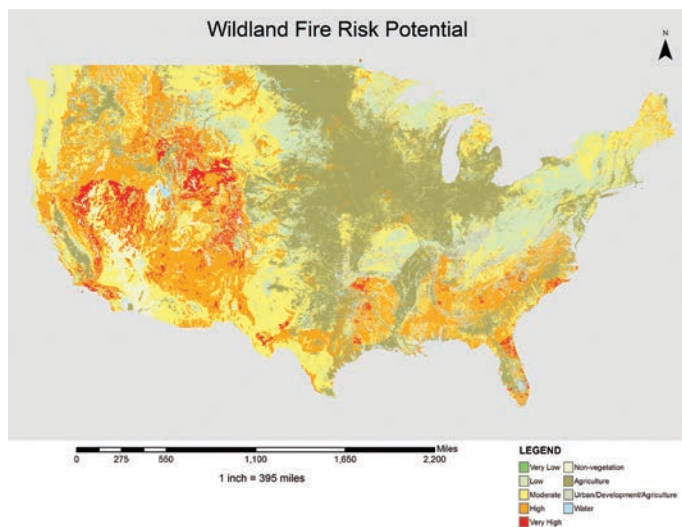 Wildland Fire Risk Potential
N
Miles
0 275 550 1,100 1,650 2,200
1 inch = 395 miles
LEGEND
Very Low Non-vegetation
Low Agriculture
Moderate Urban/Development/Agriculture
High Water
Very High